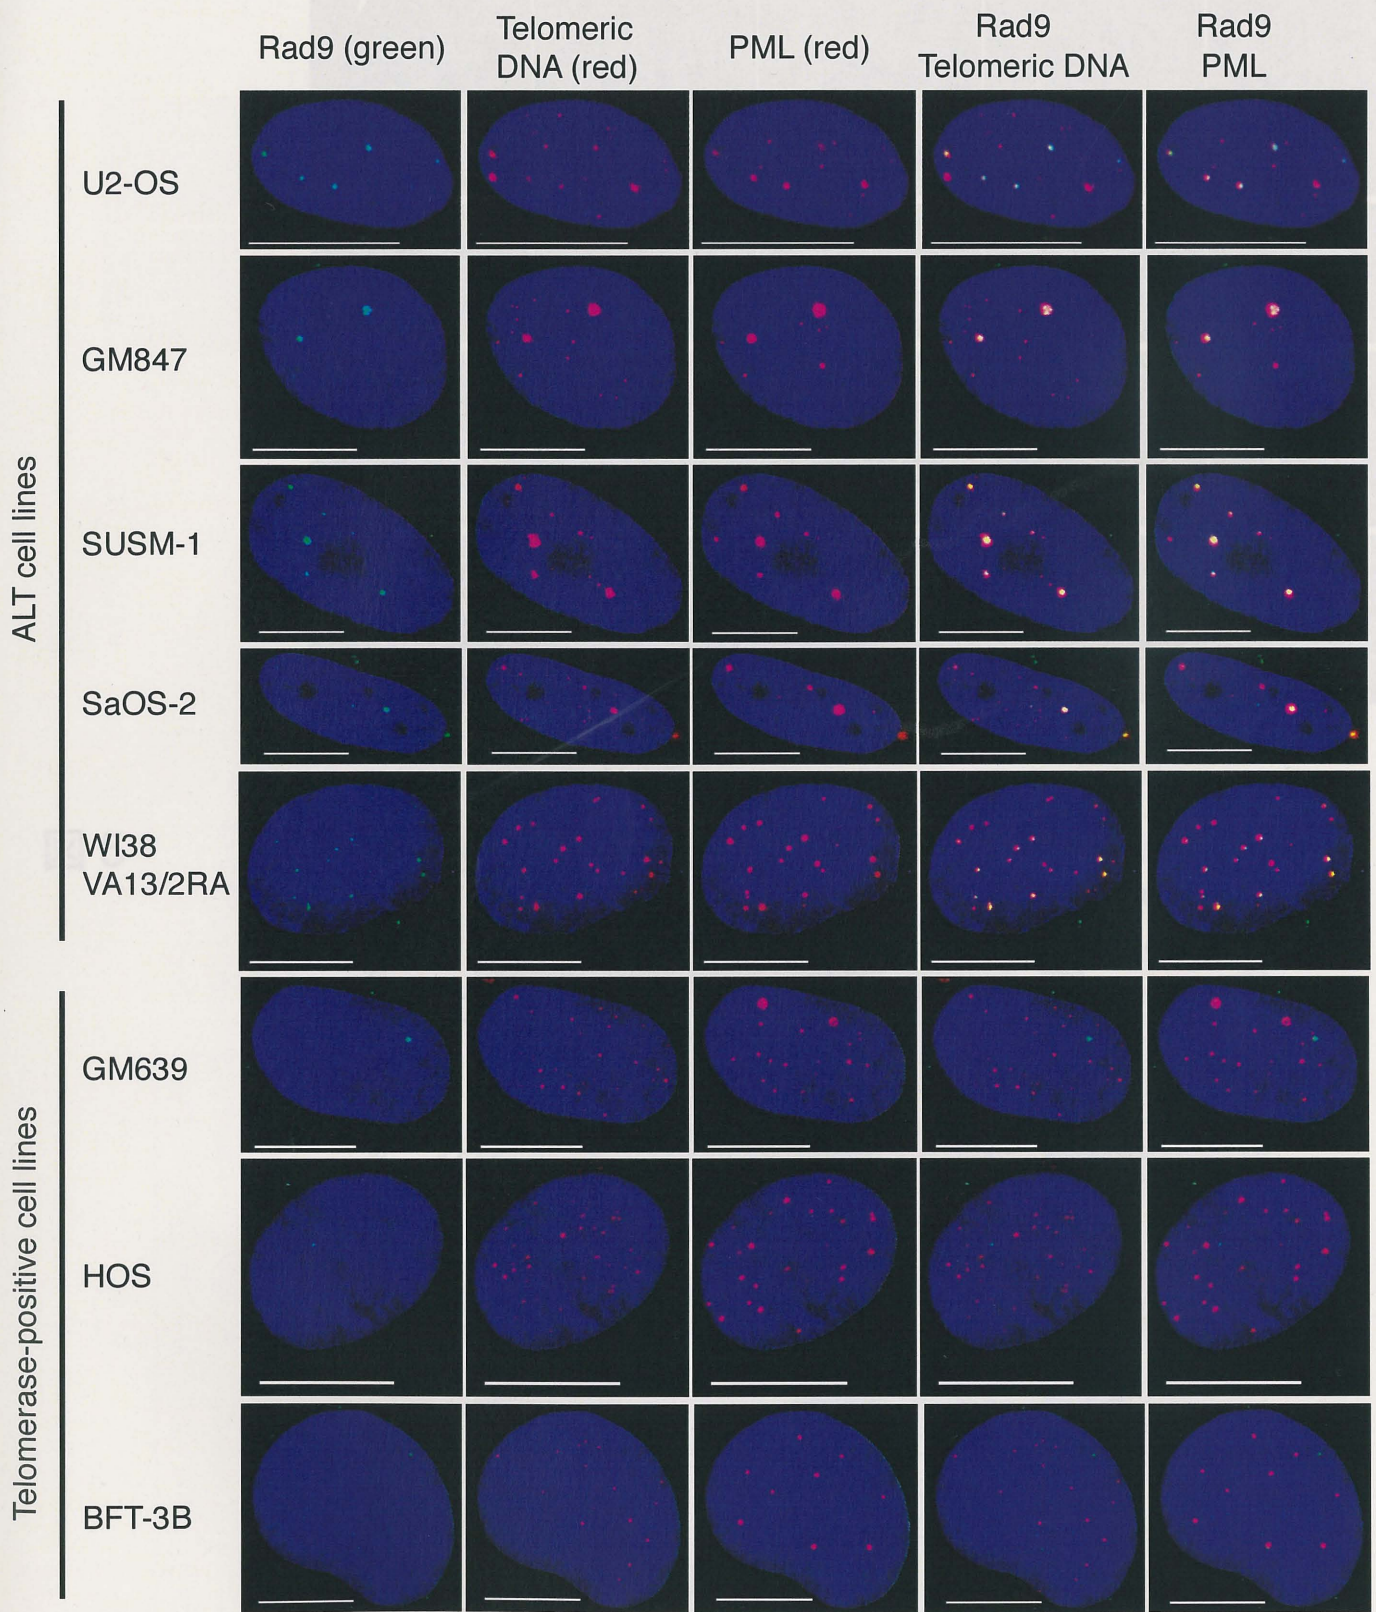 Rad9 (green)
Telomeric
DNA (red)
PML (red)
Rad9
Telomeric DNA
Rad9
PML
ALT cell lines
U2-OS
GM847
SUSM-1
SaOS-2
WI38
VA13/2RA
Telomerase-positive cell lines
GM639
HOS
BFT-3B